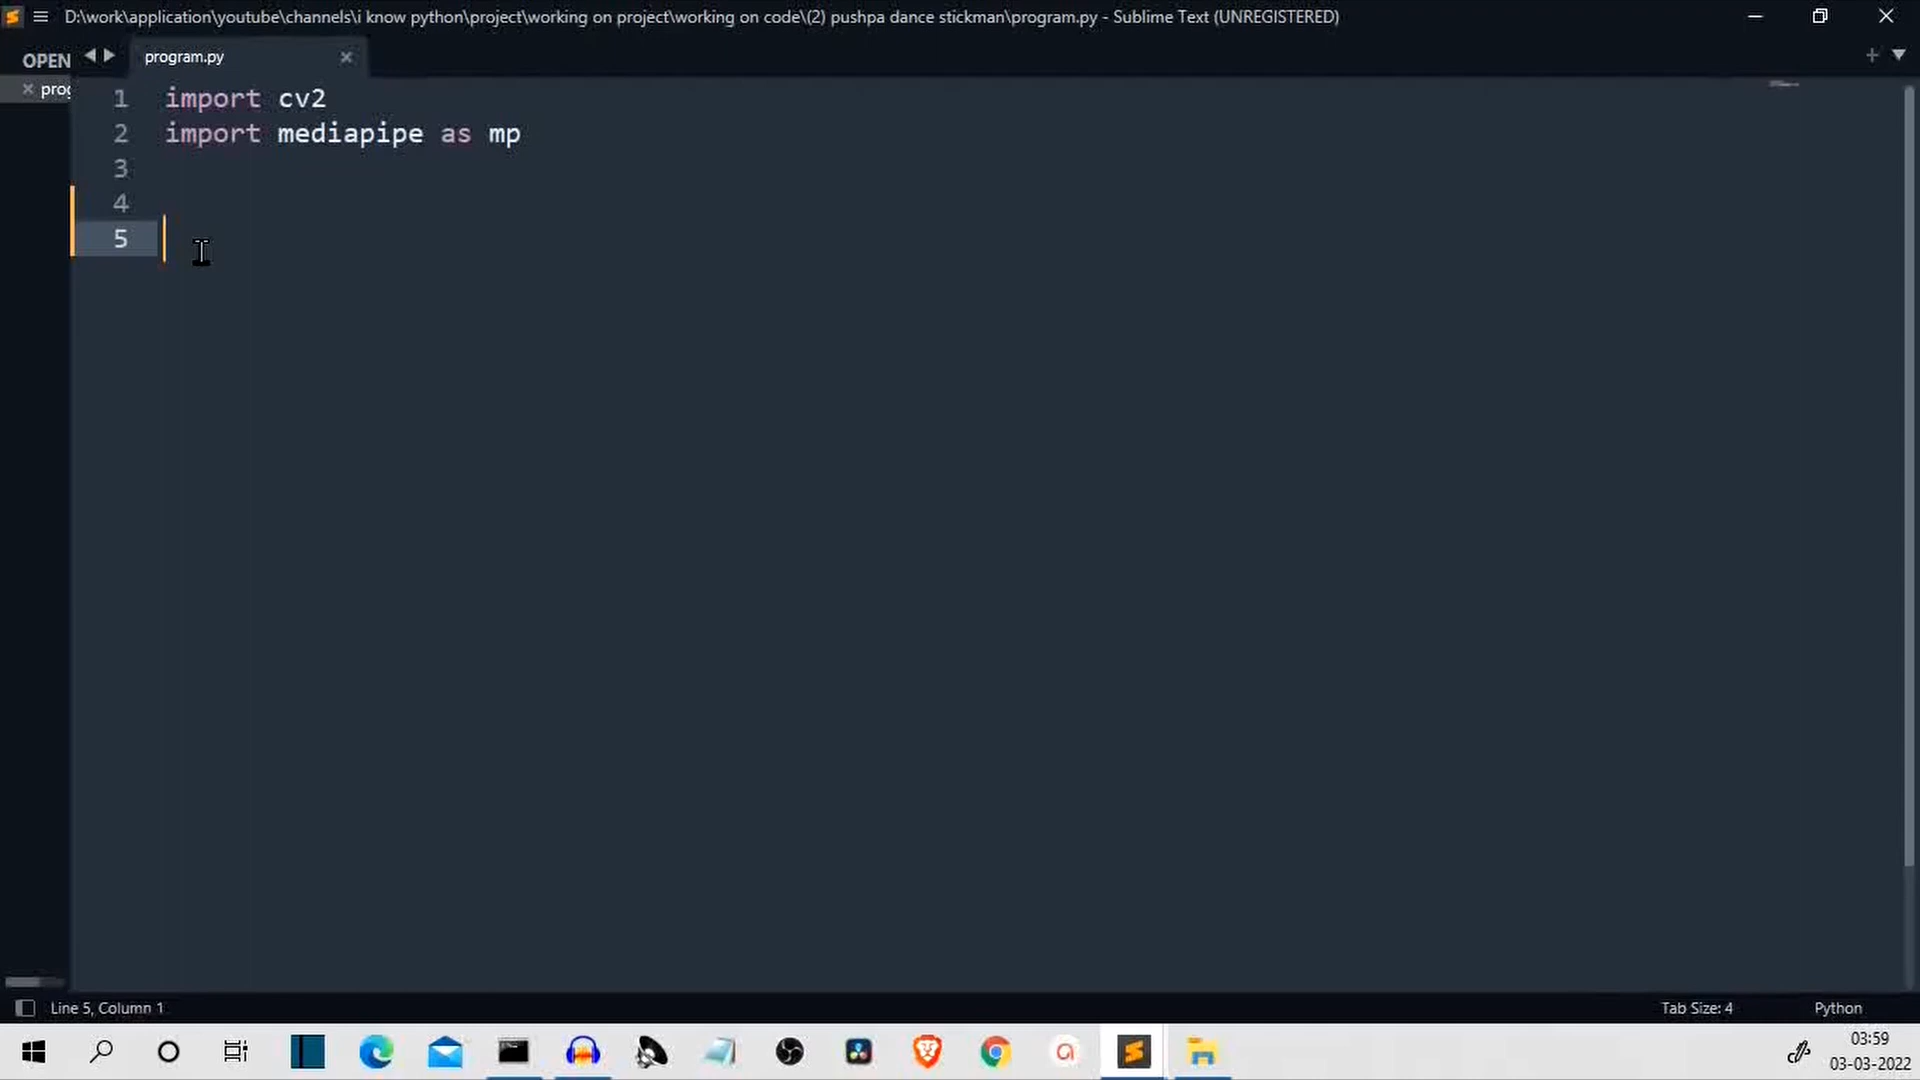 D:\work\application\youtube\channels\i know python\project\working on project\working on code\(2) pushpa dance stickman\program.py - Sublime Text (UNREGISTERED)
OPEN
program.py
prog
1 import cv2
2 import mediapipe as mp
3
4
5
Line 5, Column 1
Tab Size: 4
Python
03:59
03-03-2022